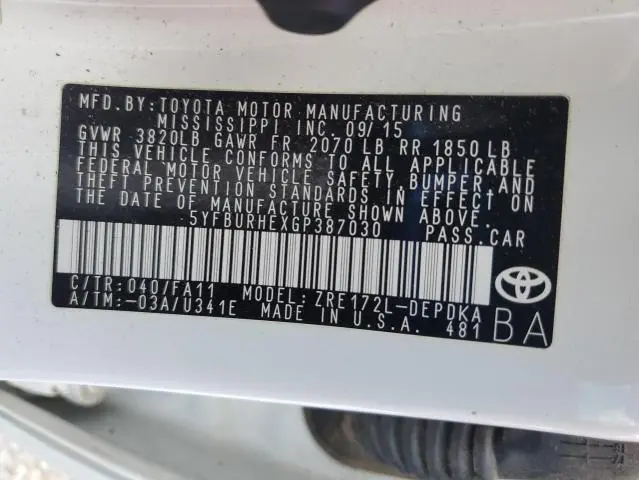 MFD.BY:TOYOTA MOTOR MANUFACTURING
MISSISSIPPI INC. 09/15
GVWR 3820LB GAWR FR 2070 LB RR 1850 LB
THIS VEHICLE CONFORMS TO ALL APPLICABLE
FEDERAL MOTOR VEHICLE SAFETY,BUMPER,AND
THEFT PREVENTION STANDARDS IN EFFECT ON
THE DATE OF MANUFACTURE SHOWN ABOVE.
5YFBURHEXGP387030 PASS.CAR
C/TR:040/FA11 MODEL:ZRE172L-DEPDKA
A/TM:-03A/U341E MADE IN U.S.A. 481
BA